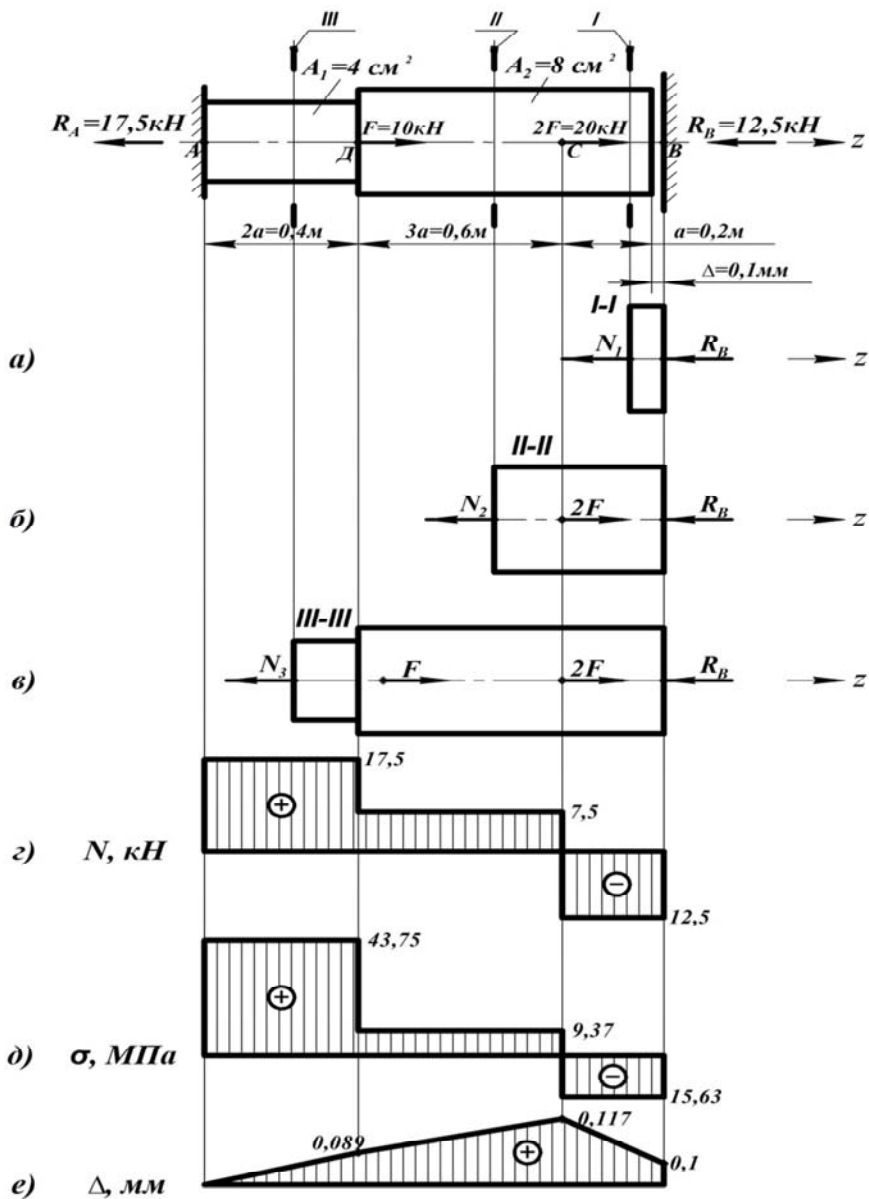 III II I
A₁=4 см² A₂=8 см²
R_A=17,5кН F=10кН 2F=20кН R_B=12,5кН
А Д С В z
2a=0,4м 3a=0,6м a=0,2м
Δ=0,1мм
I-I
а) N₁ R_B z
II-II
б) N₂ 2F R_B z
III-III
в) N₃ F 2F R_B z
17,5
+ 7,5
г) N, кН
−
12,5
43,75
+ 9,37
д) σ, МПа
−
15,63
0,117
0,089 +
0,1
е) Δ, мм